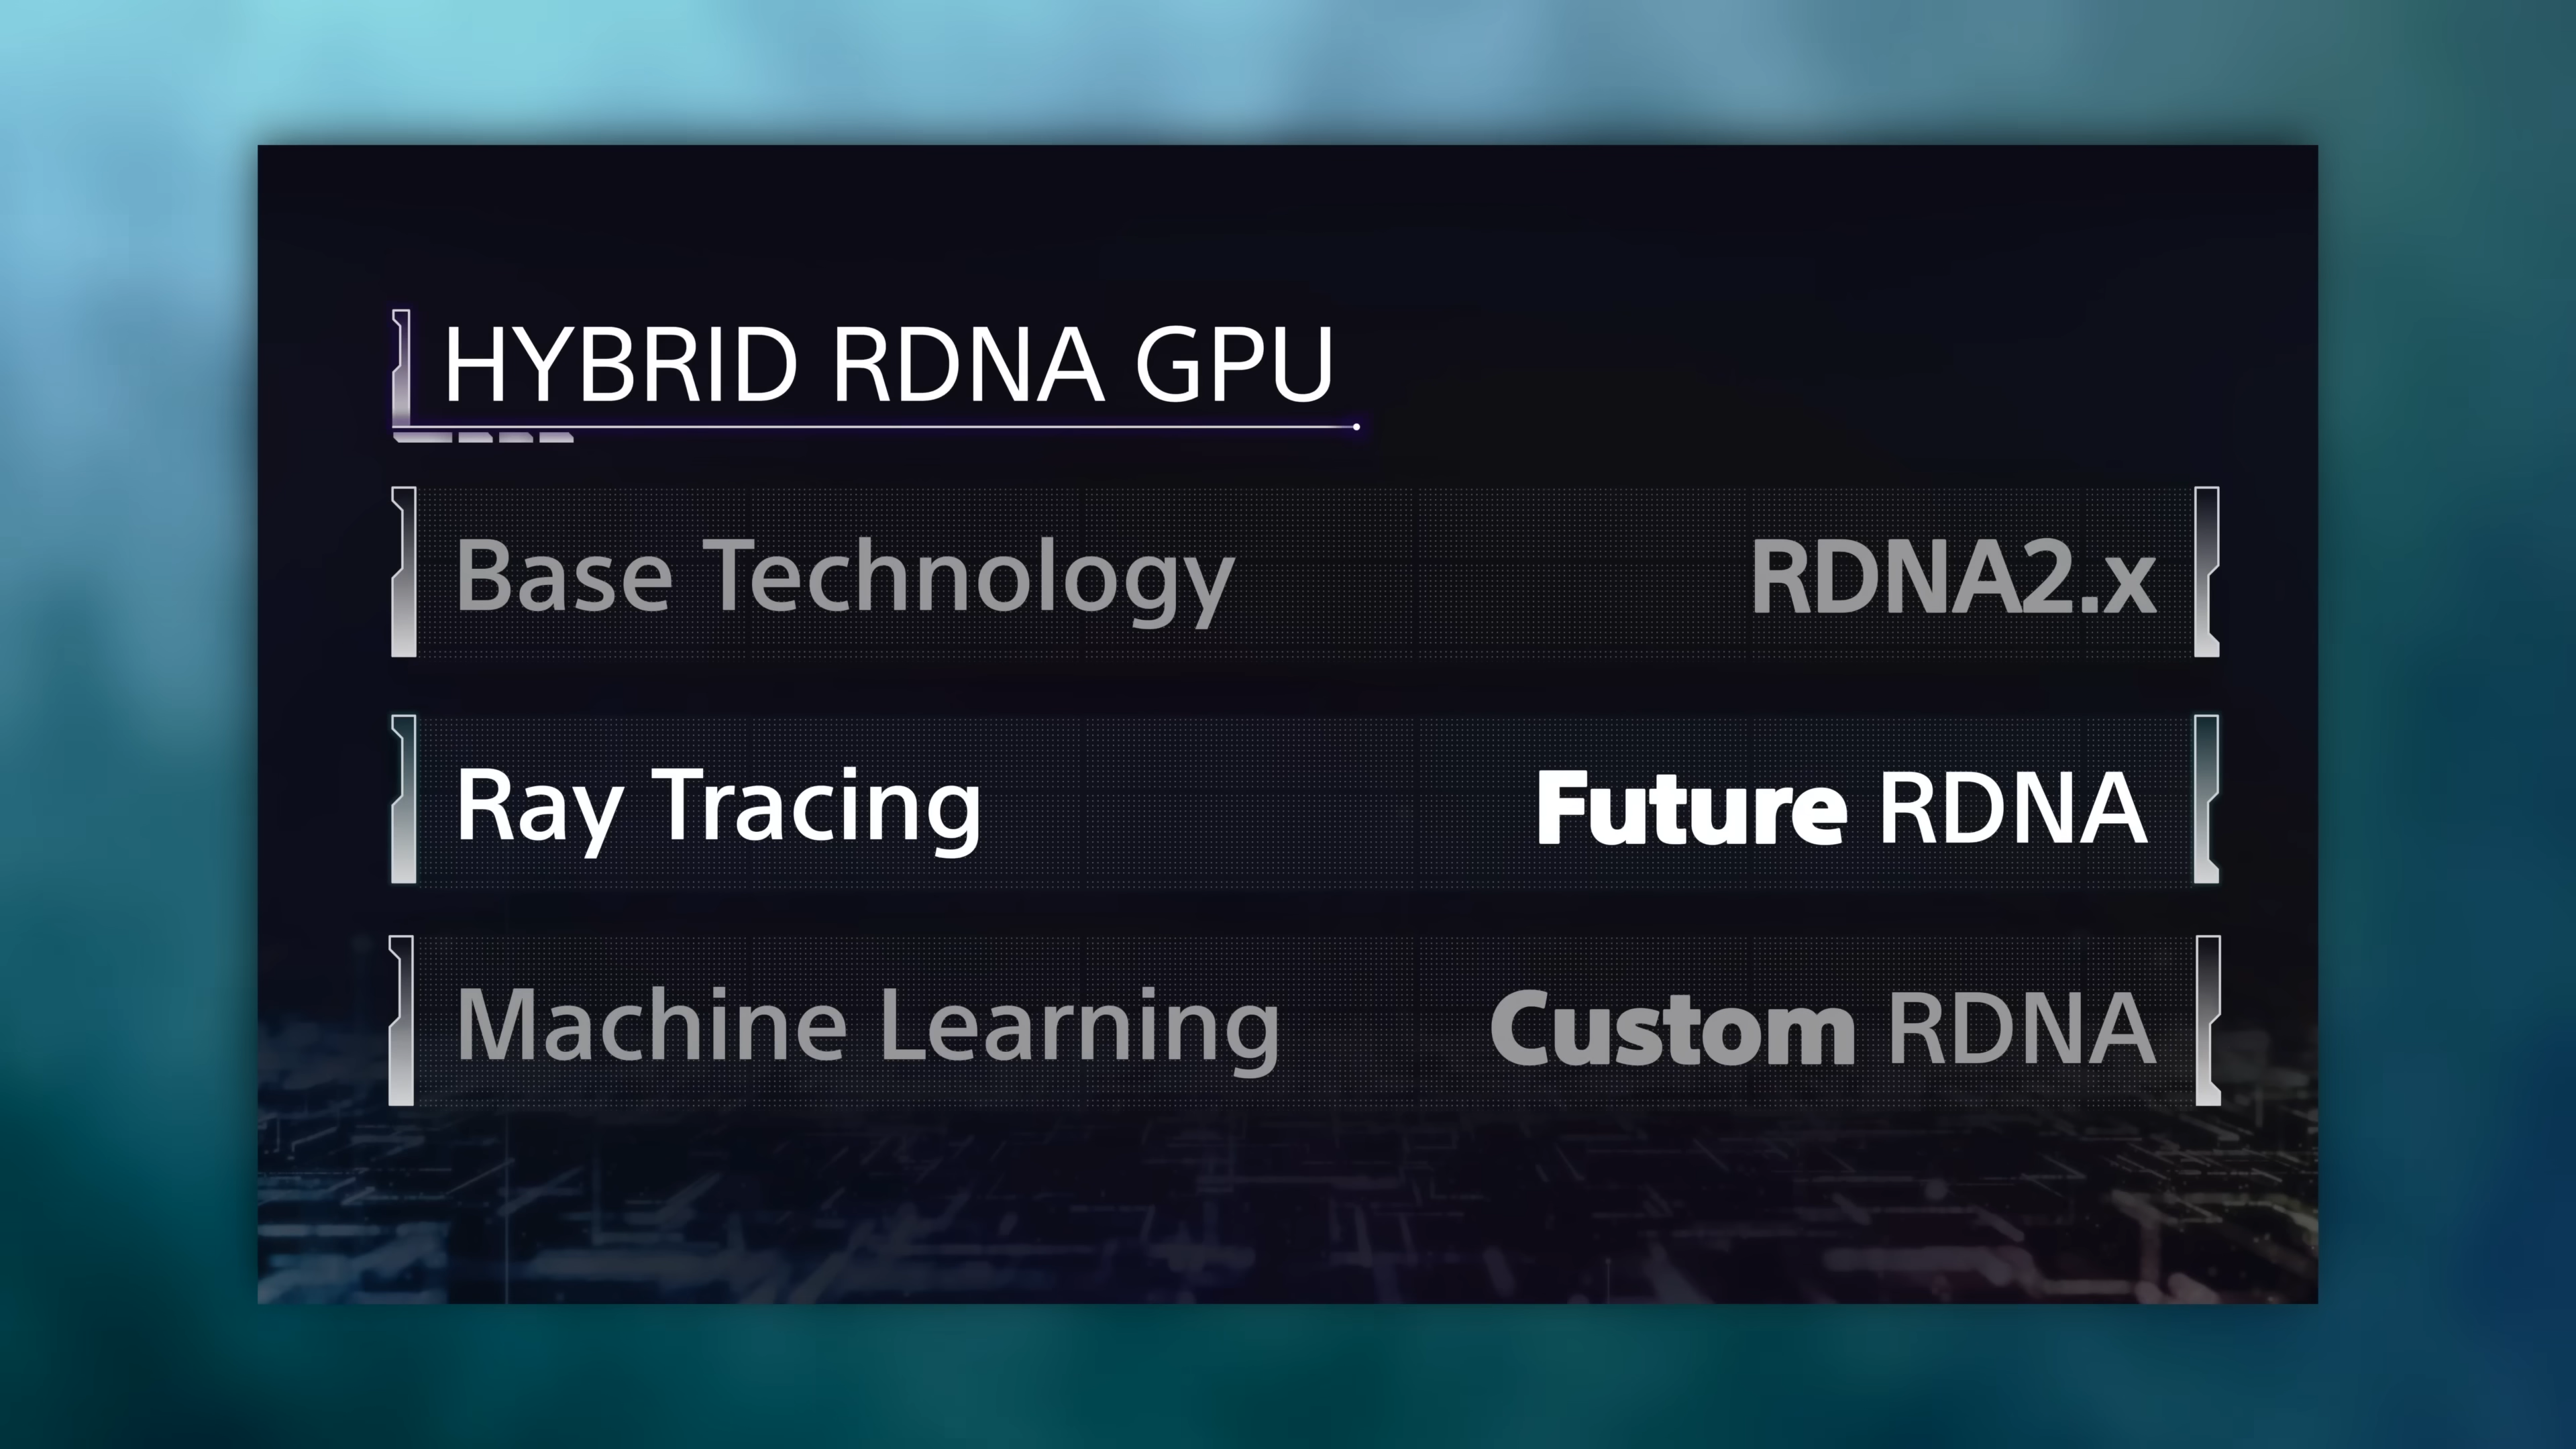 HYBRID RDNA GPU
Base Technology RDNA2.x
Ray Tracing Future RDNA
Machine Learning Custom RDNA